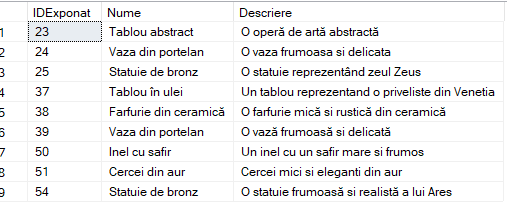 IDExponat Nume Descriere
1 23 Tablou abstract O operă de artă abstractă
2 24 Vaza din portelan O vaza frumoasa si delicata
3 25 Statuie de bronz O statuie reprezentând zeul Zeus
4 37 Tablou în ulei Un tablou reprezentand o priveliste din Venetia
5 38 Farfurie din ceramică O farfurie mică si rustică din ceramică
6 39 Vaza din portelan O vază frumoasă si delicată
7 50 Inel cu safir Un inel cu un safir mare si frumos
8 51 Cercei din aur Cercei mici si eleganti din aur
9 54 Statuie de bronz O statuie frumoasă si realistă a lui Ares